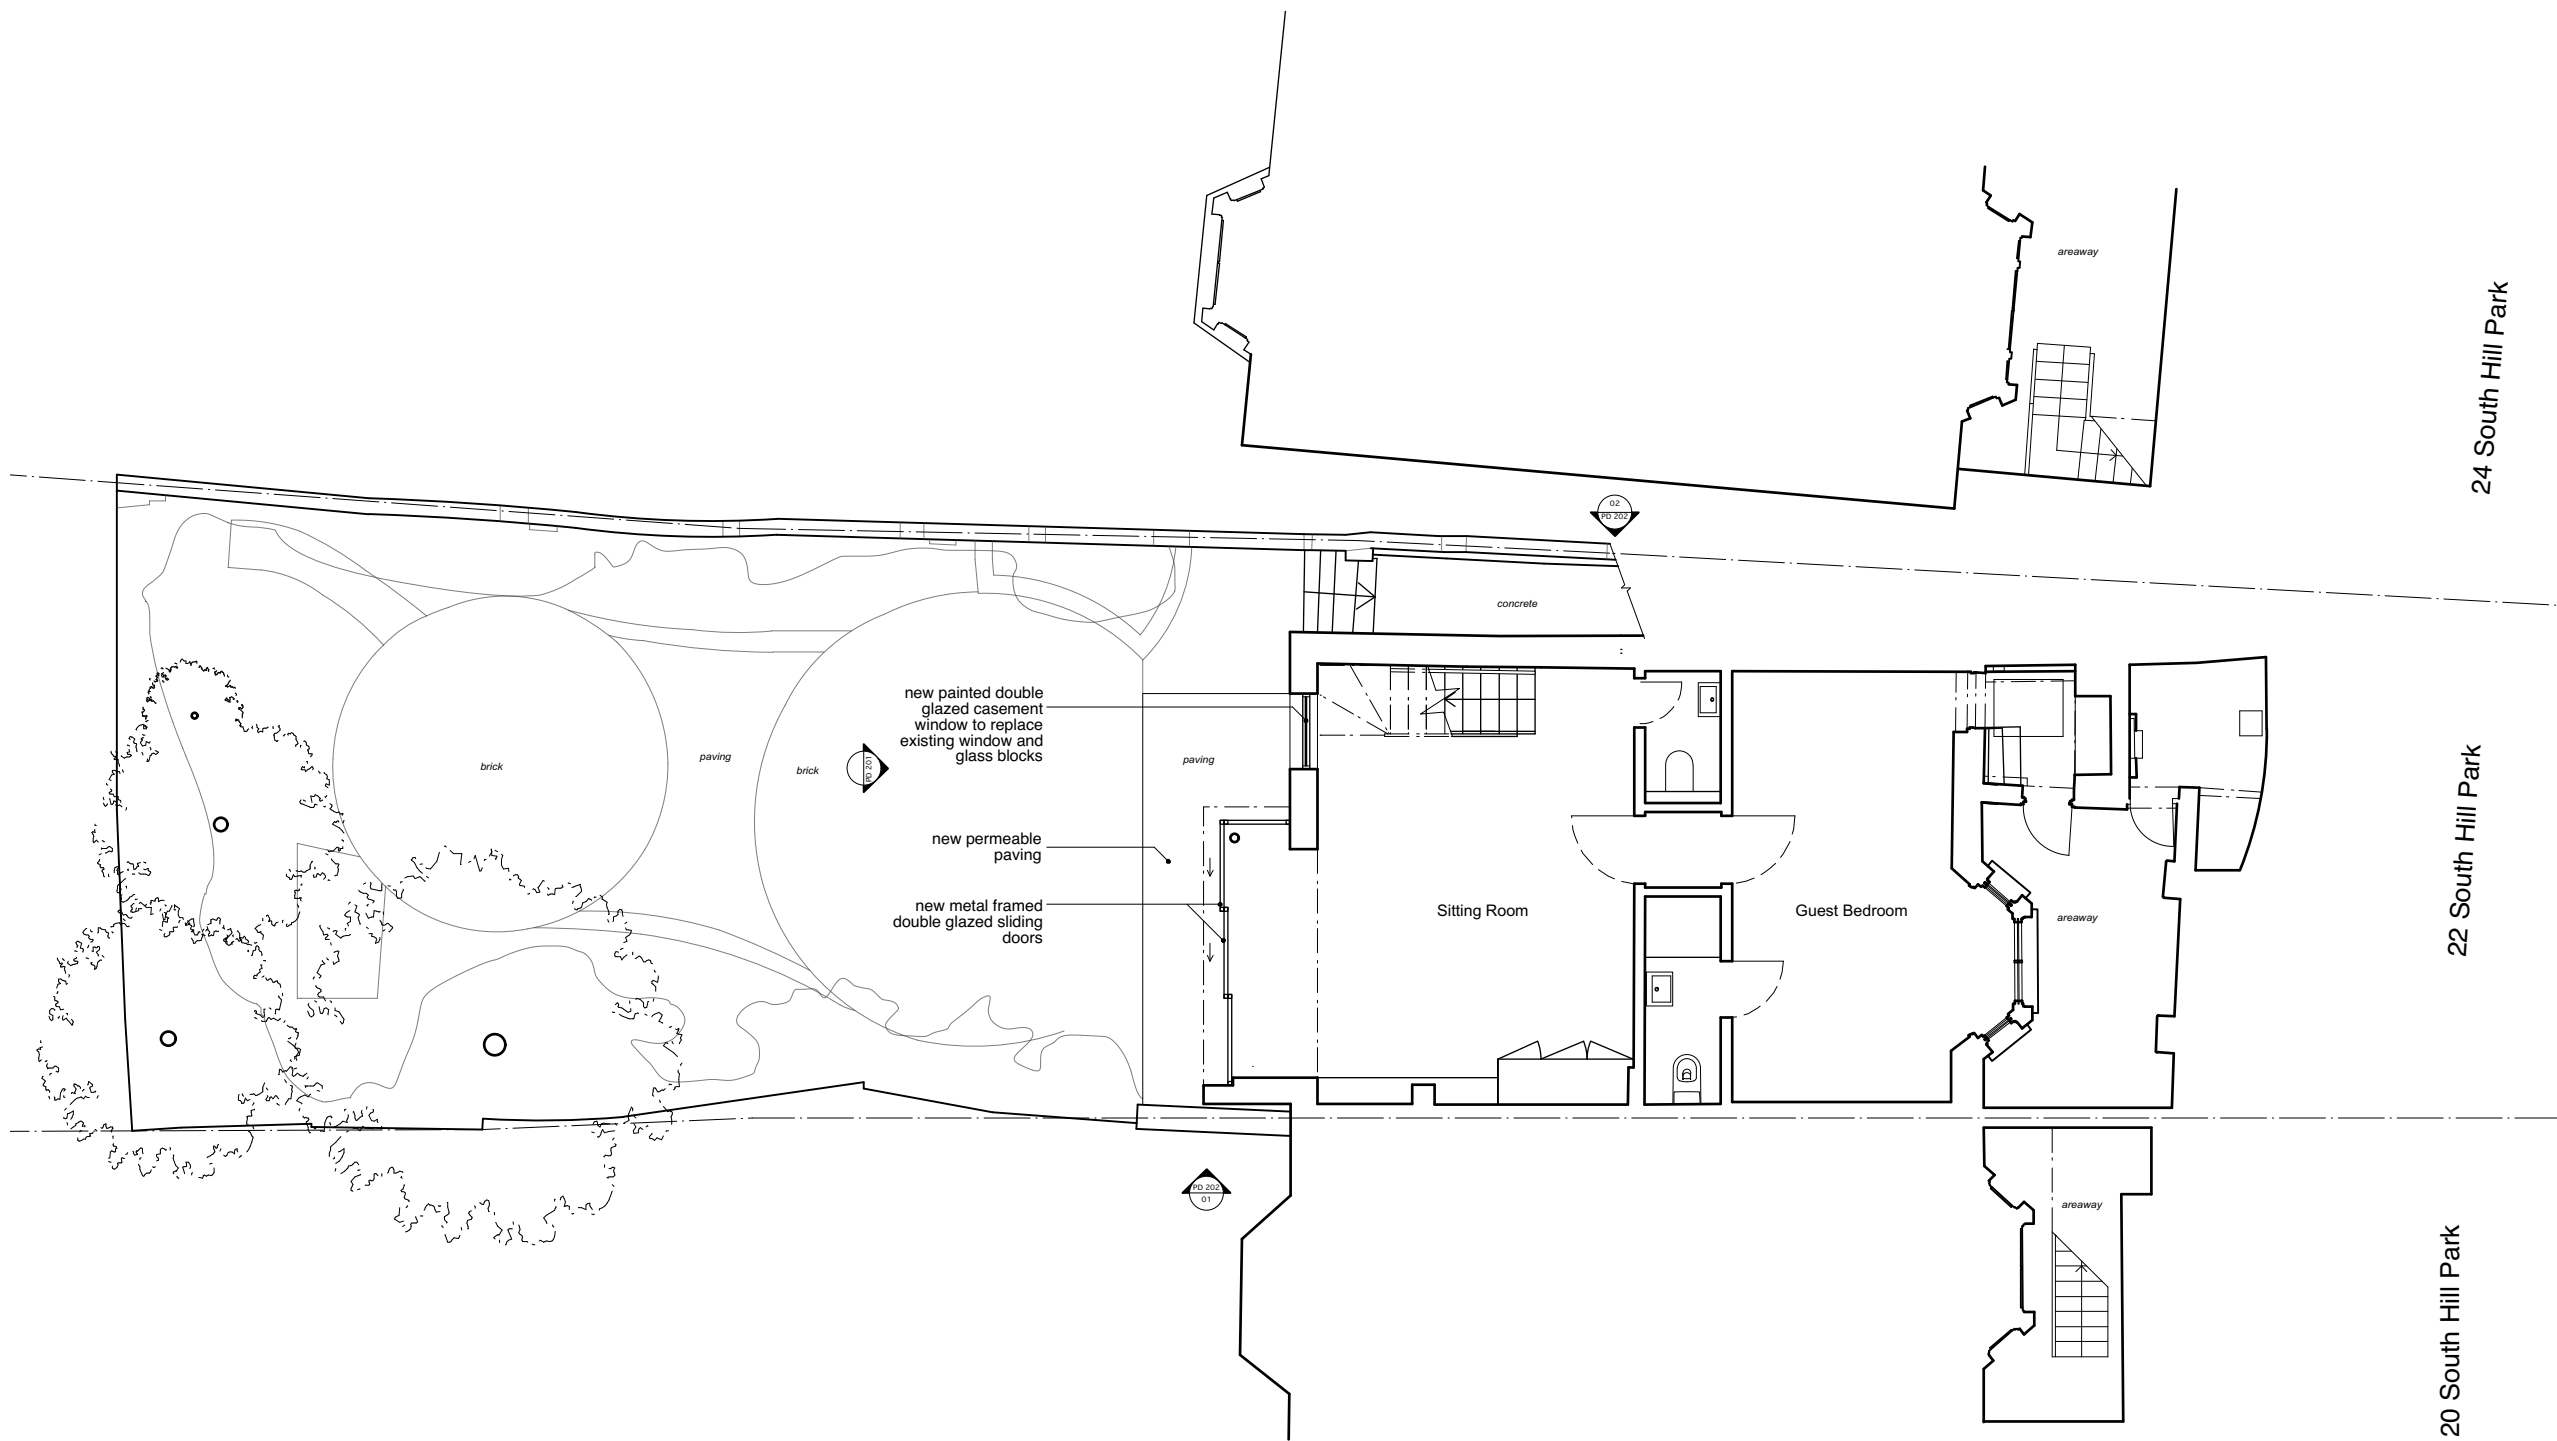 areaway
24 South Hill Park
02
PD 202
concrete
new painted double
glazed casement
window to replace
existing window and
glass blocks
paving
brick
brick
PD 201
paving
new permeable
paving
new metal framed
double glazed sliding
doors
Sitting Room
Guest Bedroom
areaway
22 South Hill Park
PD 202
01
areaway
20 South Hill Park